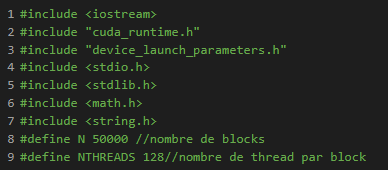 1 #include <iostream>
2 #include "cuda_runtime.h"
3 #include "device_launch_parameters.h"
4 #include <stdio.h>
5 #include <stdlib.h>
6 #include <math.h>
7 #include <string.h>
8 #define N 50000 //nombre de blocks
9 #define NTHREADS 128//nombre de thread par block